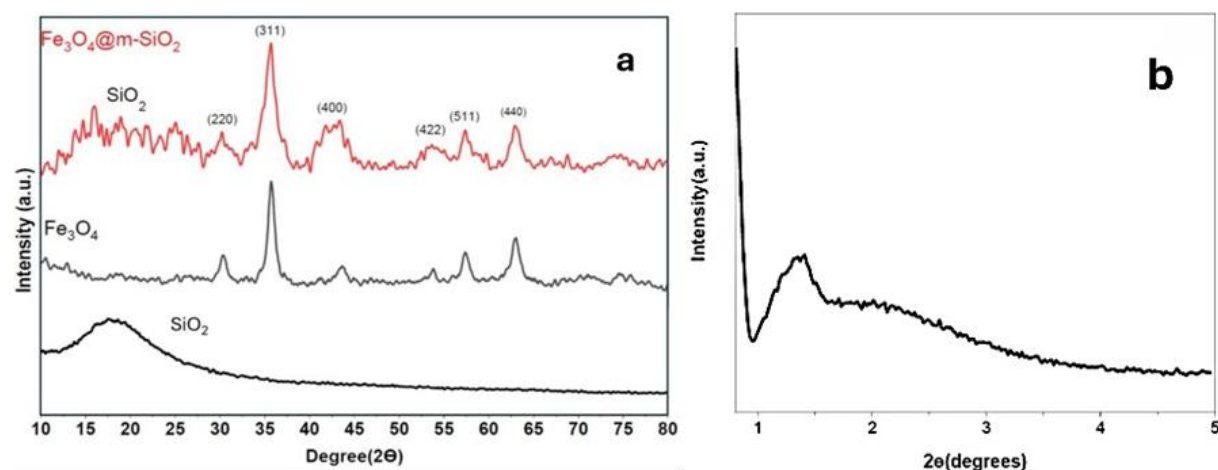 Fe₃O₄@m-SiO₂
(311)
a
SiO₂
(220)
(400)
(422)
(511)
(440)
Fe₃O₄
SiO₂
Intensity (a.u.)
10 15 20 25 30 35 40 45 50 55 60 65 70 75 80
Degree(2Θ)
b
Intensity(a.u.)
1 2 3 4 5
2ɵ(degrees)